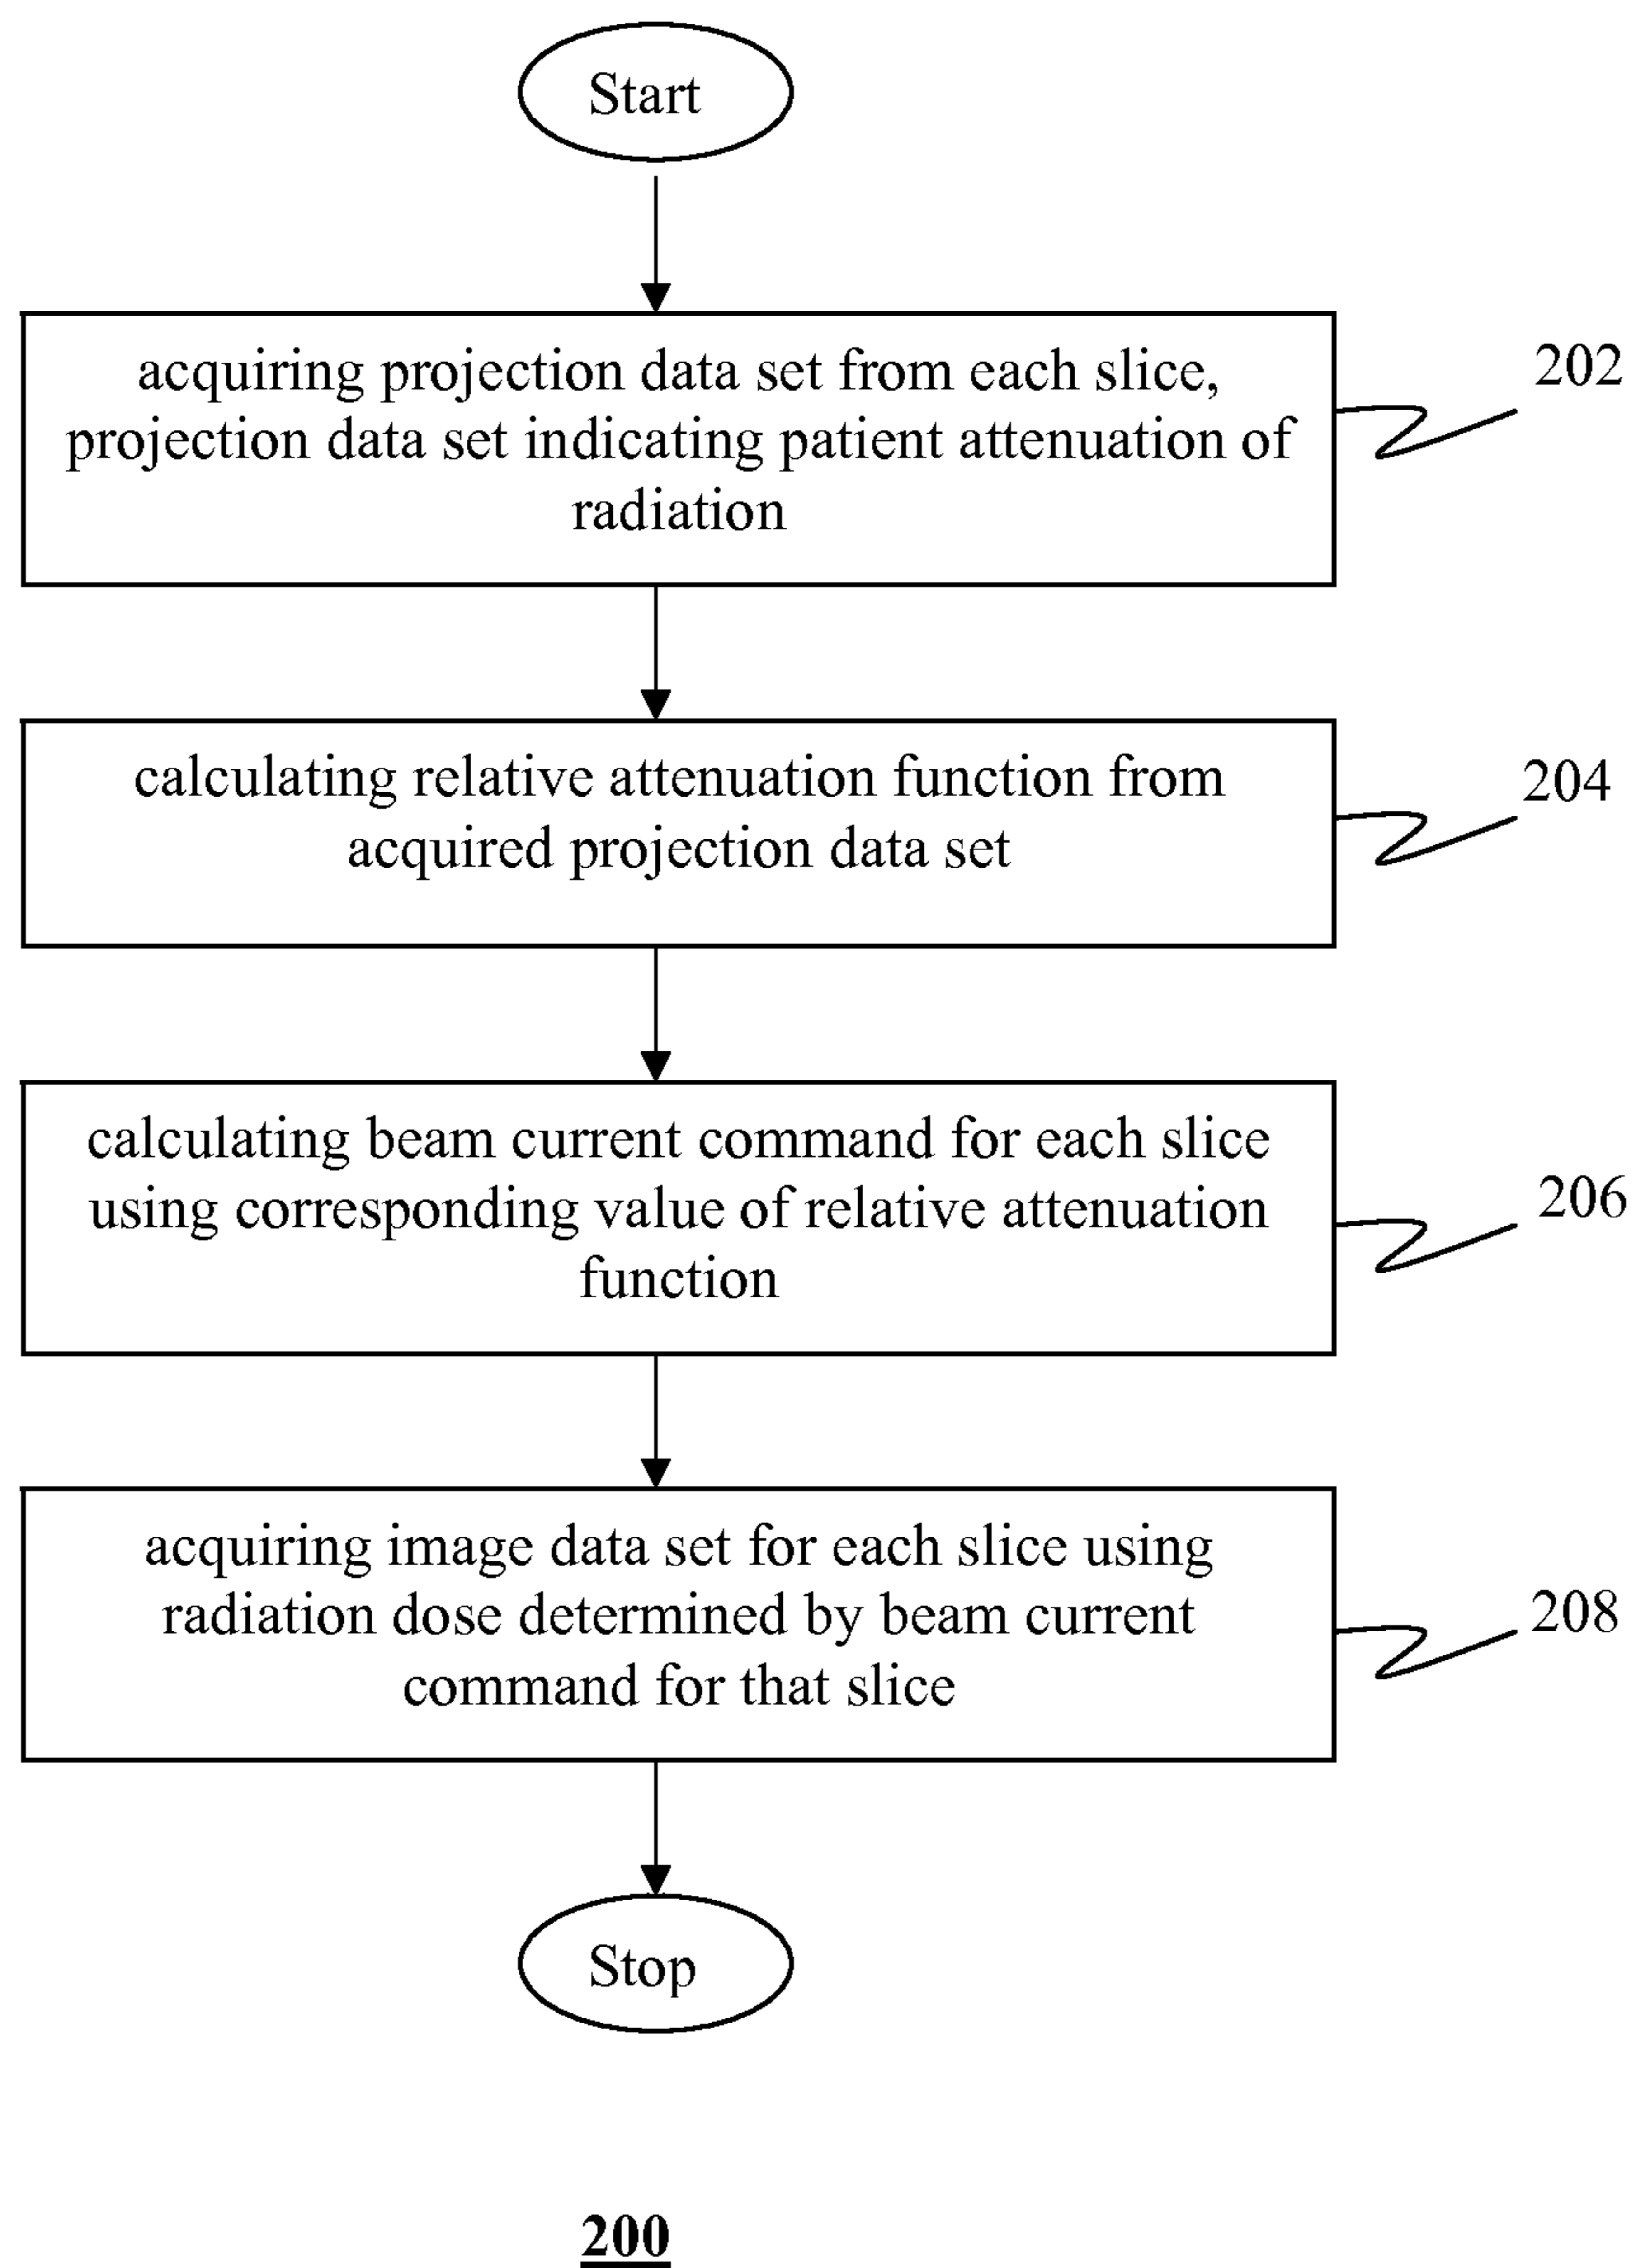 Start
acquiring projection data set from each slice,
projection data set indicating patient attenuation of
radiation
202
calculating relative attenuation function from
acquired projection data set
204
calculating beam current command for each slice
using corresponding value of relative attenuation
function
206
acquiring image data set for each slice using
radiation dose determined by beam current
command for that slice
208
Stop
200